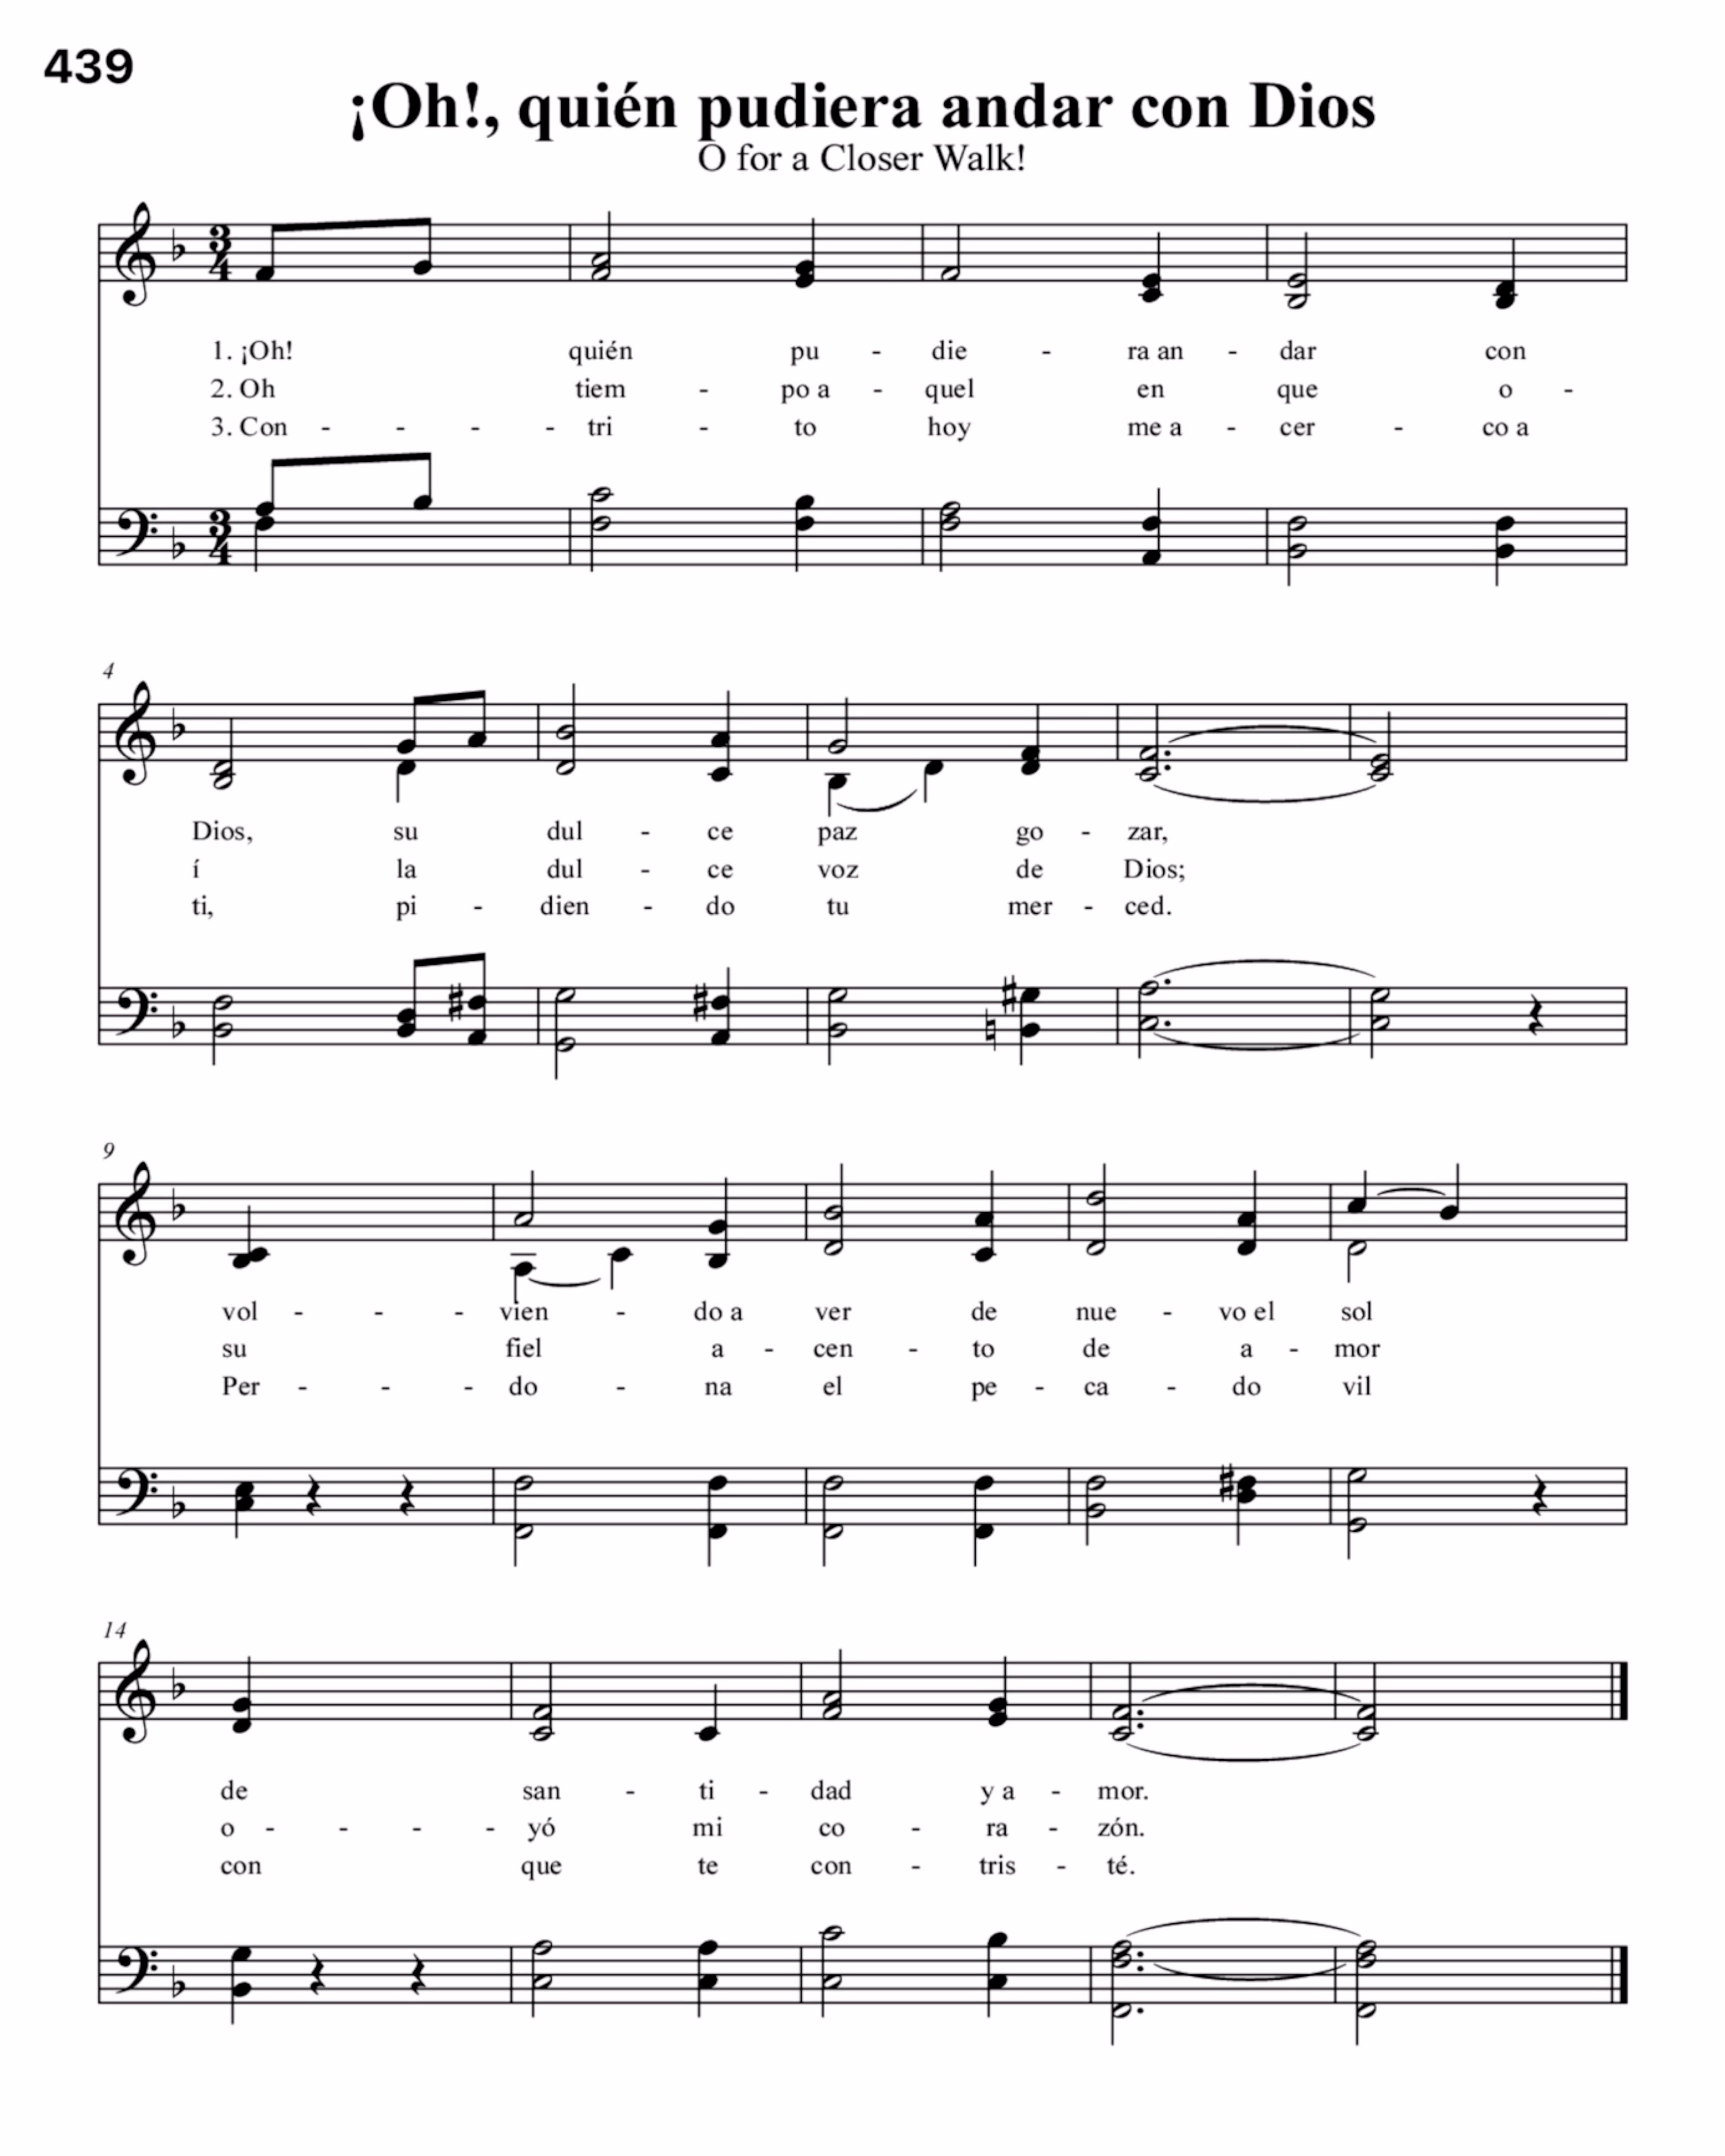 439
¡Oh!, quién pudiera andar con Dios
O for a Closer Walk!
3 4
1. ¡Oh! quién pu - die - ra an - dar con
2. Oh tiem - po a - quel en que o -
3. Con - - - - tri - to hoy me a - cer - co a
3 4
4
Dios, su dul - ce paz go - zar,
í la dul - ce voz de Dios;
ti, pi - dien - do tu mer - ced.
9
vol - - - vien - do a ver de nue - vo el sol
su fiel a - cen - to de a - mor
Per - - - do - na el pe - ca - do vil
14
de san - ti - dad y a - mor.
o - - - - yó mi co - ra - zón.
con que te con - tris - té.